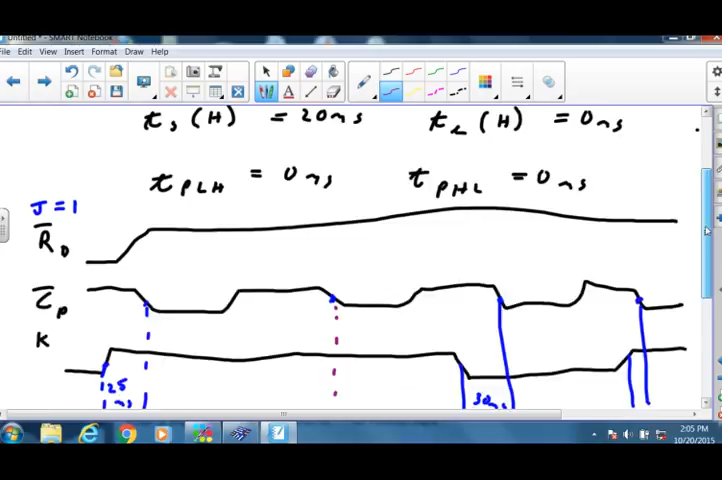 Untitled * - SMART Notebook
File Edit View Insert Format Draw Help
ts (H) = 20ns th (H) = 0ns
tPLH = 0ns tPHL = 0ns
J = 1
R̅D
C̅p
K
125
ns
30ns
2:05 PM
10/20/2015